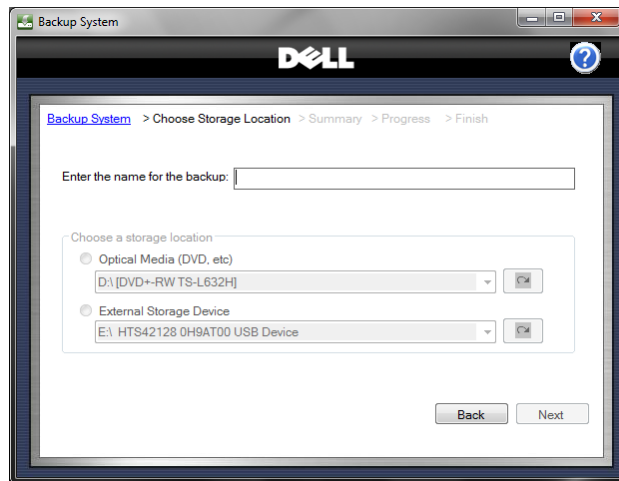 Backup System
DELL
?
Backup System > Choose Storage Location > Summary > Progress > Finish
Enter the name for the backup:
Choose a storage location
Optical Media (DVD, etc)
D:\ [DVD+-RW TS-L632H]
External Storage Device
E:\ HTS42128 0H9AT00 USB Device
Back Next